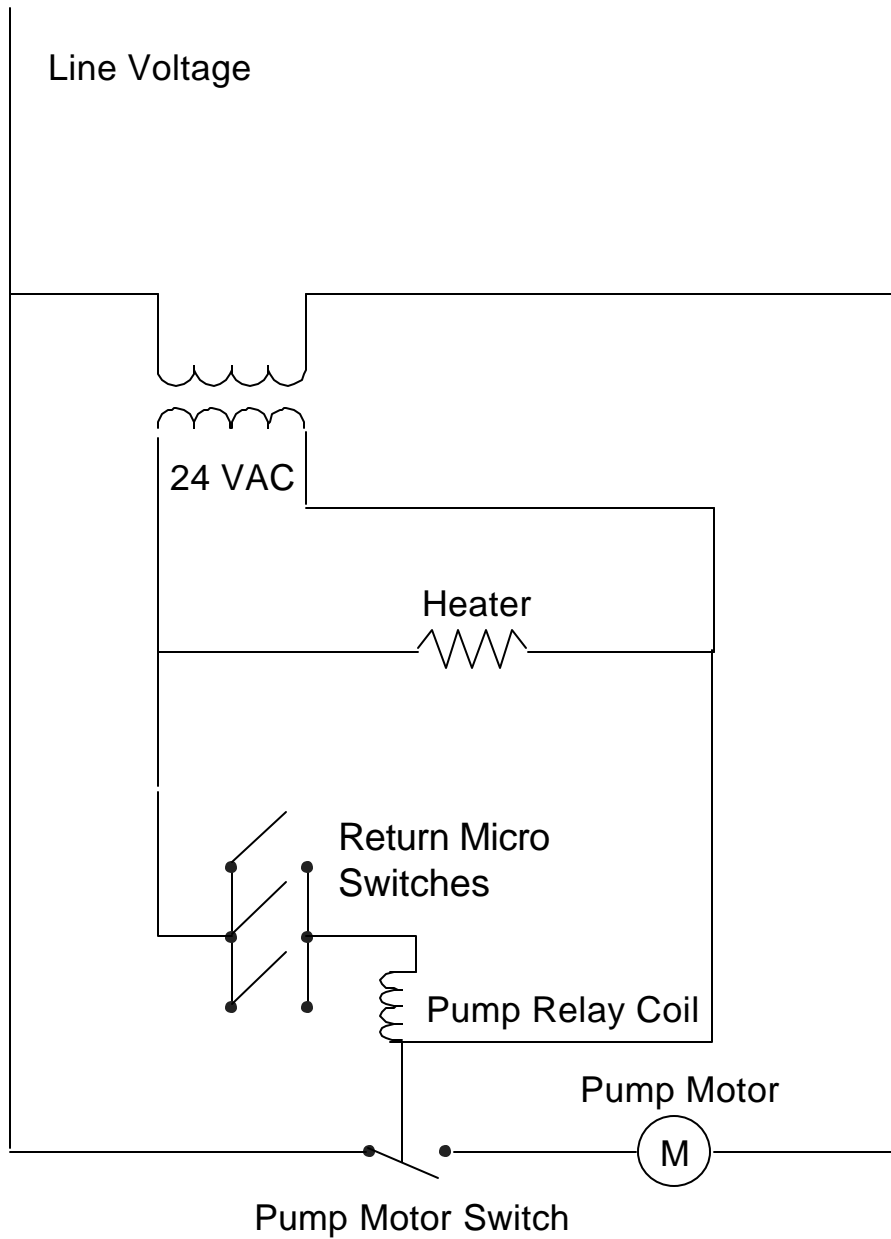 Line Voltage
24 VAC
Heater
Return Micro
Switches
Pump Relay Coil
Pump Motor
M
Pump Motor Switch